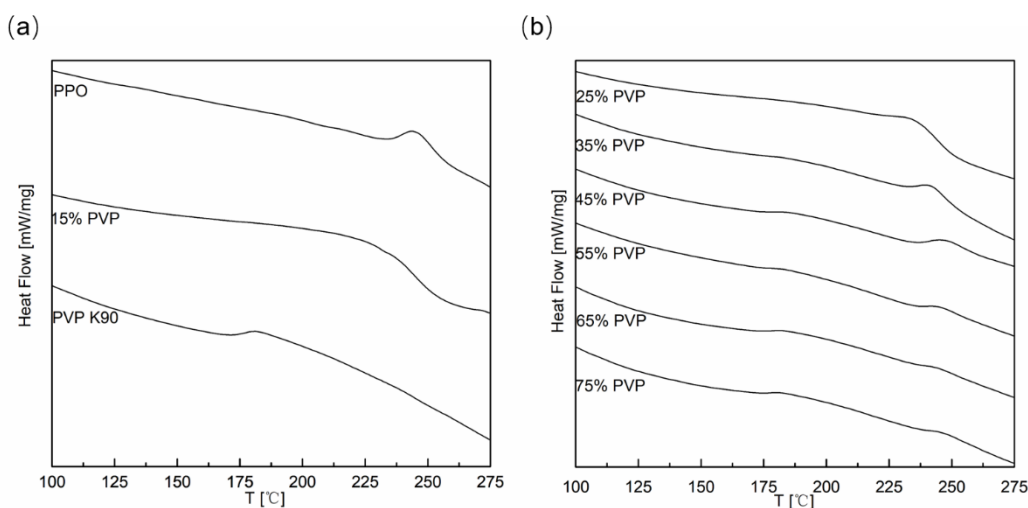 (a)
PPO
15% PVP
PVP K90
Heat Flow [mW/mg]
100 125 150 175 200 225 250 275
T [℃]
(b)
25% PVP
35% PVP
45% PVP
55% PVP
65% PVP
75% PVP
Heat Flow [mW/mg]
100 125 150 175 200 225 250 275
T [℃]